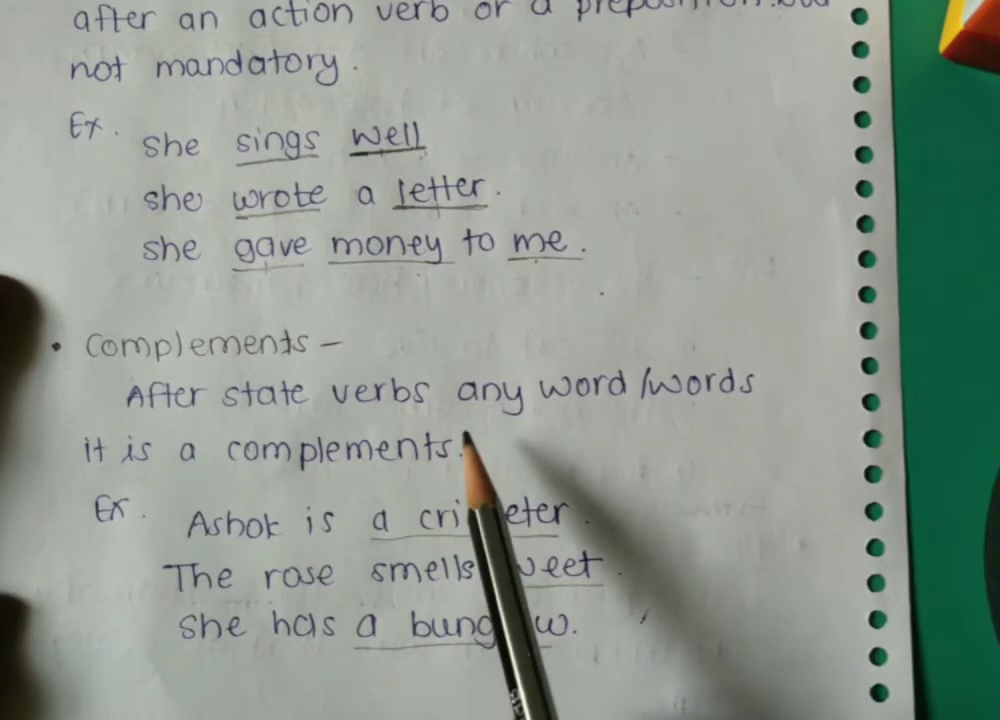 after an action verb or a
not mandatory.
Ex. she sings well
she wrote a letter.
she gave money to me.
• complements -
After state verbs any word/words
it is a complements.
Ex. Ashok is a
The rose smells
she has a